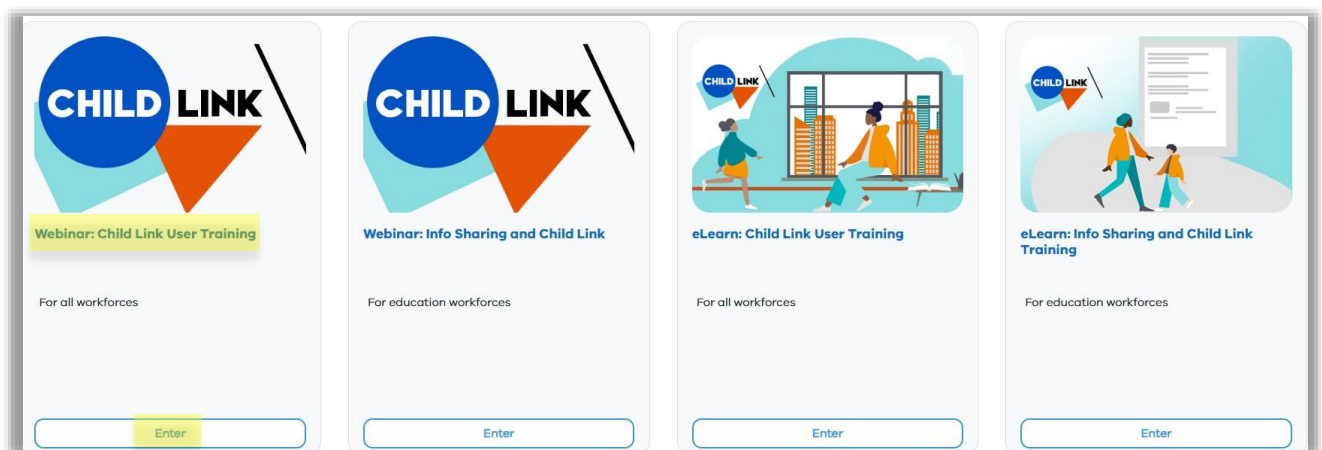 CHILD LINK
Webinar: Child Link User Training
For all workforces
Enter
CHILD LINK
Webinar: Info Sharing and Child Link
For education workforces
Enter
CHILD LINK
eLearn: Child Link User Training
For all workforces
Enter
CHILD LINK
eLearn: Info Sharing and Child Link
Training
For education workforces
Enter